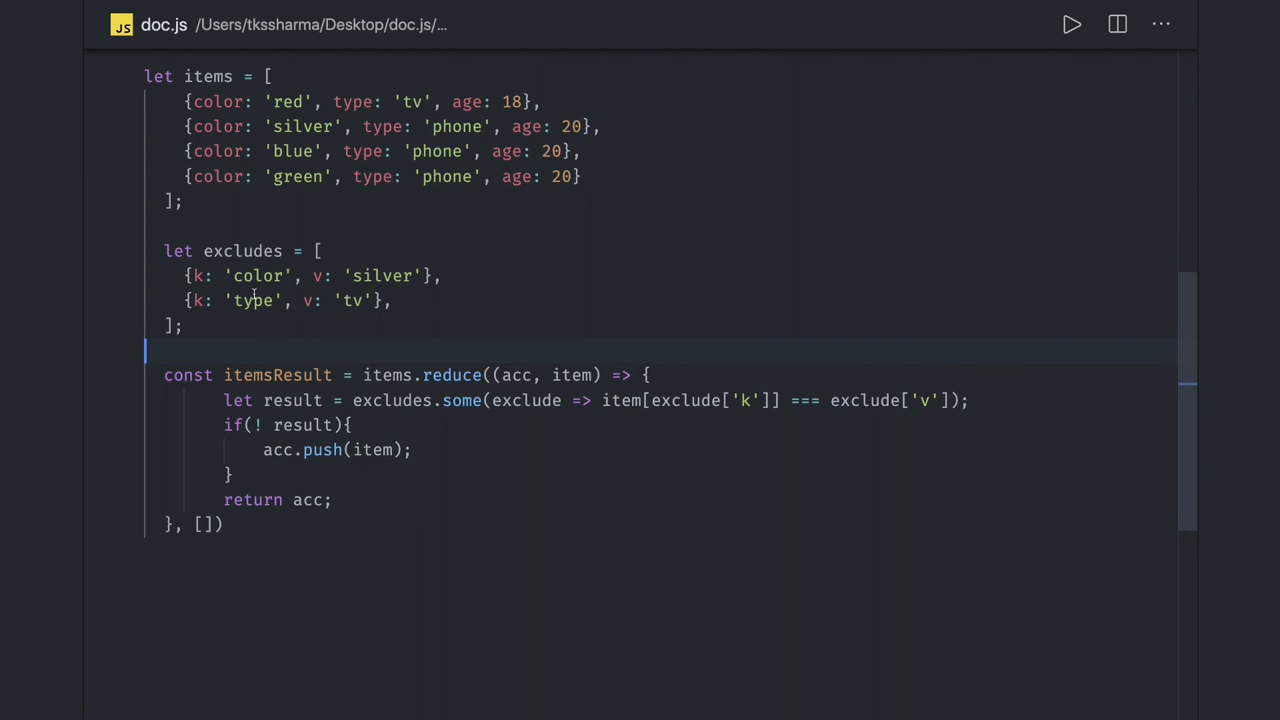 JS doc.js /Users/tkssharma/Desktop/doc.js/...
let items = [
{color: 'red', type: 'tv', age: 18},
{color: 'silver', type: 'phone', age: 20},
{color: 'blue', type: 'phone', age: 20},
{color: 'green', type: 'phone', age: 20}
];
let excludes = [
{k: 'color', v: 'silver'},
{k: 'type', v: 'tv'},
];
const itemsResult = items.reduce((acc, item) => {
let result = excludes.some(exclude => item[exclude['k']] === exclude['v']);
if(! result){
acc.push(item);
}
return acc;
}, [])